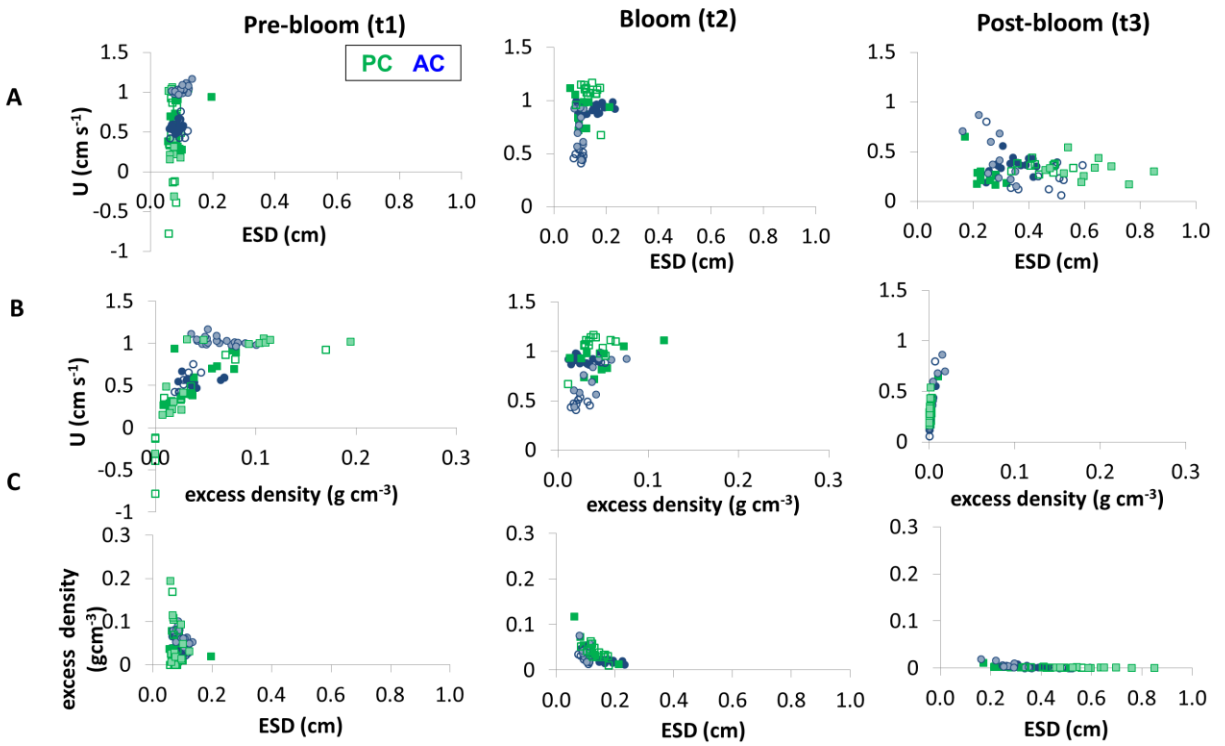 Pre-bloom (t1)
Bloom (t2)
Post-bloom (t3)
PC AC
A
U (cm s⁻¹)
1.5
1
0.5
0
-0.5
-1
0.0 0.2 0.4 0.6 0.8 1.0
ESD (cm)
1.5
1
0.5
0
0.0 0.2 0.4 0.6 0.8 1.0
ESD (cm)
1.5
1
0.5
0
0.0 0.2 0.4 0.6 0.8 1.0
ESD (cm)
B
U (cm s⁻¹)
1.5
1
0.5
0
-0.5
-1
0.0 0.1 0.2 0.3
excess density (g cm⁻³)
1.5
1
0.5
0
0.0 0.1 0.2 0.3
excess density (g cm⁻³)
1.5
1
0.5
0
0.0 0.1 0.2 0.3
excess density (g cm⁻³)
C
excess density
(gcm⁻³)
0.3
0.2
0.1
0
0.0 0.2 0.4 0.6 0.8 1.0
ESD (cm)
0.3
0.2
0.1
0
0.0 0.2 0.4 0.6 0.8 1.0
ESD (cm)
0.3
0.2
0.1
0
0.0 0.2 0.4 0.6 0.8 1.0
ESD (cm)